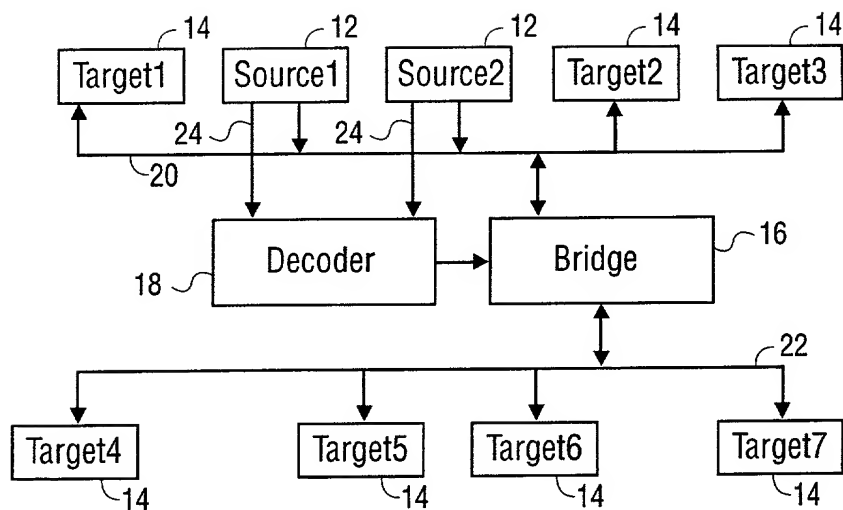 14 12 12 14 14
Target1 Source1 Source2 Target2 Target3
24 24
20
Decoder Bridge 16
18
22
Target4 Target5 Target6 Target7
14 14 14 14